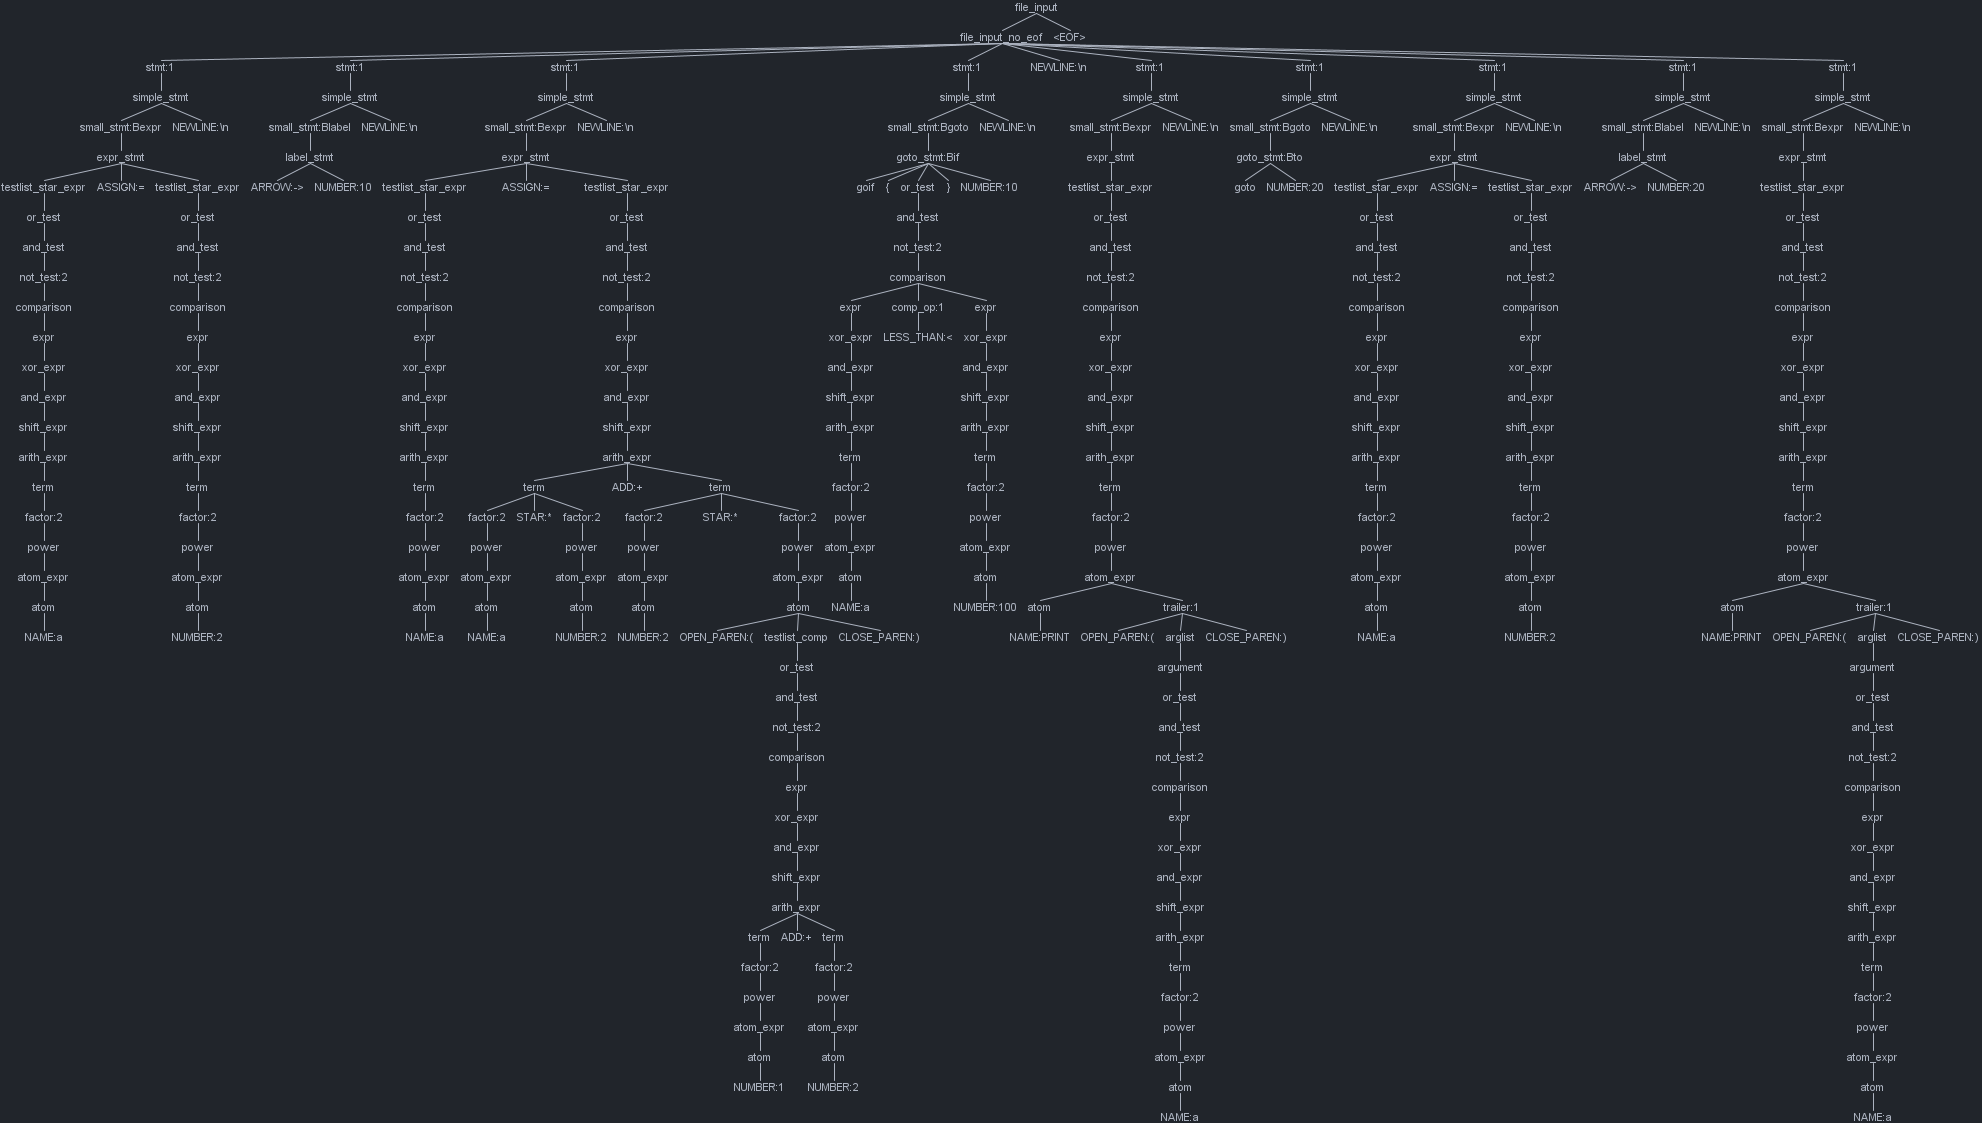 file_input
file_input_no_eof <EOF>
stmt:1 stmt:1 stmt:1 stmt:1 NEWLINE:\n stmt:1 stmt:1 stmt:1 stmt:1 stmt:1
simple_stmt simple_stmt simple_stmt simple_stmt simple_stmt simple_stmt simple_stmt simple_stmt simple_stmt
small_stmt:Bexpr NEWLINE:\n small_stmt:Blabel NEWLINE:\n small_stmt:Bexpr NEWLINE:\n small_stmt:Bgoto NEWLINE:\n small_stmt:Bexpr NEWLINE:\n small_stmt:Bgoto NEWLINE:\n small_stmt:Bexpr NEWLINE:\n small_stmt:Blabel NEWLINE:\n small_stmt:Bexpr NEWLINE:\n
expr_stmt label_stmt expr_stmt goto_stmt:Bif expr_stmt goto_stmt:Bto expr_stmt label_stmt expr_stmt
testlist_star_expr ASSIGN:= testlist_star_expr ARROW:-> NUMBER:10 testlist_star_expr ASSIGN:= testlist_star_expr goif { or_test } NUMBER:10 testlist_star_expr goto NUMBER:20 testlist_star_expr ASSIGN:= testlist_star_expr ARROW:-> NUMBER:20 testlist_star_expr
or_test or_test or_test or_test and_test or_test or_test or_test or_test
and_test and_test and_test and_test not_test:2 and_test and_test and_test and_test
not_test:2 not_test:2 not_test:2 not_test:2 comparison not_test:2 not_test:2 not_test:2 not_test:2
comparison comparison comparison comparison expr comp_op:1 expr comparison comparison comparison comparison
expr expr expr expr xor_expr LESS_THAN:< xor_expr expr expr expr expr
xor_expr xor_expr xor_expr xor_expr and_expr and_expr xor_expr xor_expr xor_expr xor_expr
and_expr and_expr and_expr and_expr shift_expr shift_expr and_expr and_expr and_expr and_expr
shift_expr shift_expr shift_expr shift_expr arith_expr arith_expr shift_expr shift_expr shift_expr shift_expr
arith_expr arith_expr arith_expr arith_expr term term arith_expr arith_expr arith_expr arith_expr
term term term term ADD:+ term factor:2 factor:2 term term term term
factor:2 factor:2 factor:2 factor:2 STAR:* factor:2 factor:2 STAR:* factor:2 power power factor:2 factor:2 factor:2 factor:2
power power power power power power power atom_expr atom_expr power power power power
atom_expr atom_expr atom_expr atom_expr atom_expr atom_expr atom_expr atom atom atom_expr atom_expr atom_expr atom_expr
atom atom atom atom atom atom atom NAME:a NUMBER:100 atom trailer:1 atom atom atom trailer:1
NAME:a NUMBER:2 NAME:a NAME:a NUMBER:2 NUMBER:2 OPEN_PAREN:( testlist_comp CLOSE_PAREN:) NAME:PRINT OPEN_PAREN:( arglist CLOSE_PAREN:) NAME:a NUMBER:2 NAME:PRINT OPEN_PAREN:( arglist CLOSE_PAREN:)
or_test argument argument
and_test or_test or_test
not_test:2 and_test and_test
comparison not_test:2 not_test:2
expr comparison comparison
xor_expr expr expr
and_expr xor_expr xor_expr
shift_expr and_expr and_expr
arith_expr shift_expr shift_expr
term ADD:+ term arith_expr arith_expr
factor:2 factor:2 term term
power power factor:2 factor:2
atom_expr atom_expr power power
atom atom atom_expr atom_expr
NUMBER:1 NUMBER:2 atom atom
NAME:a NAME:a